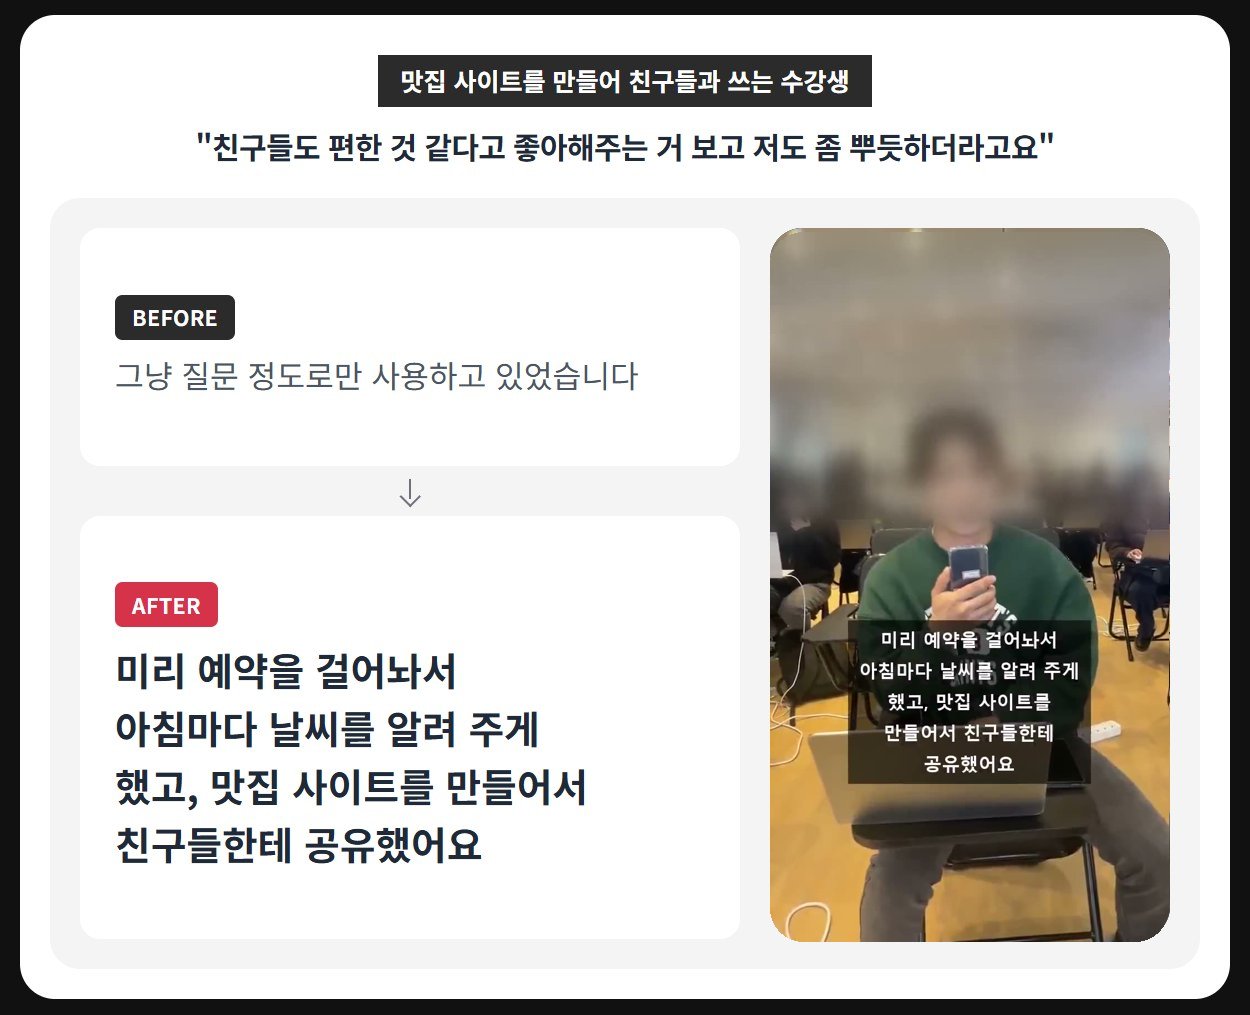 맛집 사이트를 만들어 친구들과 쓰는 수강생
"친구들도 편한 것 같다고 좋아해주는 거 보고 저도 좀 뿌듯하더라고요"
BEFORE
그냥 질문 정도로만 사용하고 있었습니다
AFTER
미리 예약을 걸어놔서
아침마다 날씨를 알려 주게
했고, 맛집 사이트를 만들어서
친구들한테 공유했어요
미리 예약을 걸어놔서
아침마다 날씨를 알려 주게
했고, 맛집 사이트를
만들어서 친구들한테
공유했어요